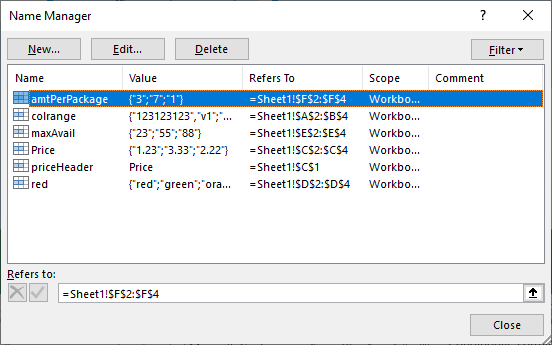 Name Manager ? ×
New... Edit... Delete Filter
Name Value Refers To Scope Comment
amtPerPackage {"3";"7";"1"} =Sheet1!$F$2:$F$4 Workbo...
colrange {"123123123","v1";"... =Sheet1!$A$2:$B$4 Workbo...
maxAvail {"23";"55";"88"} =Sheet1!$E$2:$E$4 Workbo...
Price {"1.23";"3.33";"2.22"} =Sheet1!$C$2:$C$4 Workbo...
priceHeader Price =Sheet1!$C$1 Workbo...
red {"red";"green";"ora... =Sheet1!$D$2:$D$4 Workbo...
Refers to:
=Sheet1!$F$2:$F$4
Close